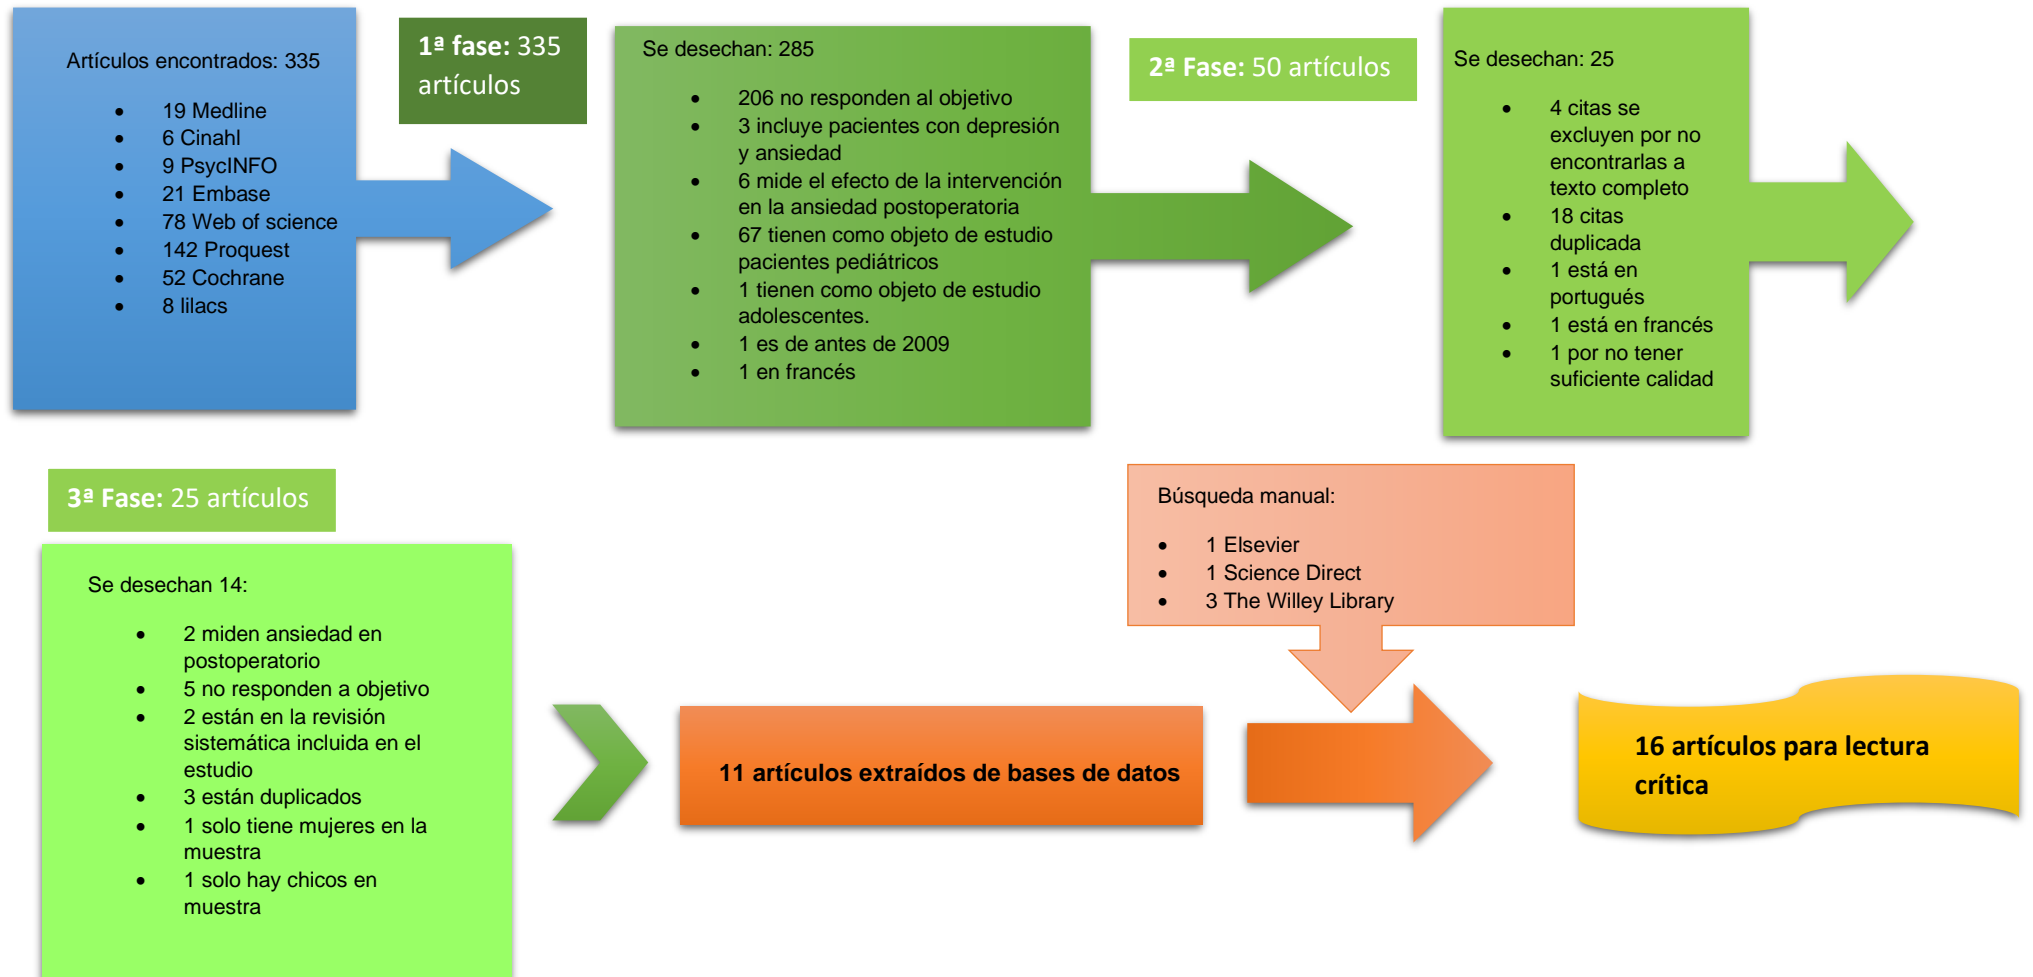 Artículos encontrados: 335
• 19 Medline
• 6 Cinahl
• 9 PsycINFO
• 21 Embase
• 78 Web of science
• 142 Proquest
• 52 Cochrane
• 8 lilacs
1ª fase: 335
artículos
Se desechan: 285
• 206 no responden al objetivo
• 3 incluye pacientes con depresión
y ansiedad
• 6 mide el efecto de la intervención
en la ansiedad postoperatoria
• 67 tienen como objeto de estudio
pacientes pediátricos
• 1 tienen como objeto de estudio
adolescentes.
• 1 es de antes de 2009
• 1 en francés
2ª Fase: 50 artículos
Se desechan: 25
• 4 citas se
excluyen por no
encontrarlas a
texto completo
• 18 citas
duplicada
• 1 está en
portugués
• 1 está en francés
• 1 por no tener
suficiente calidad
3ª Fase: 25 artículos
Se desechan 14:
• 2 miden ansiedad en
postoperatorio
• 5 no responden a objetivo
• 2 están en la revisión
sistemática incluida en el
estudio
• 3 están duplicados
• 1 solo tiene mujeres en la
muestra
• 1 solo hay chicos en
muestra
11 artículos extraídos de bases de datos
Búsqueda manual:
• 1 Elsevier
• 1 Science Direct
• 3 The Willey Library
16 artículos para lectura
crítica